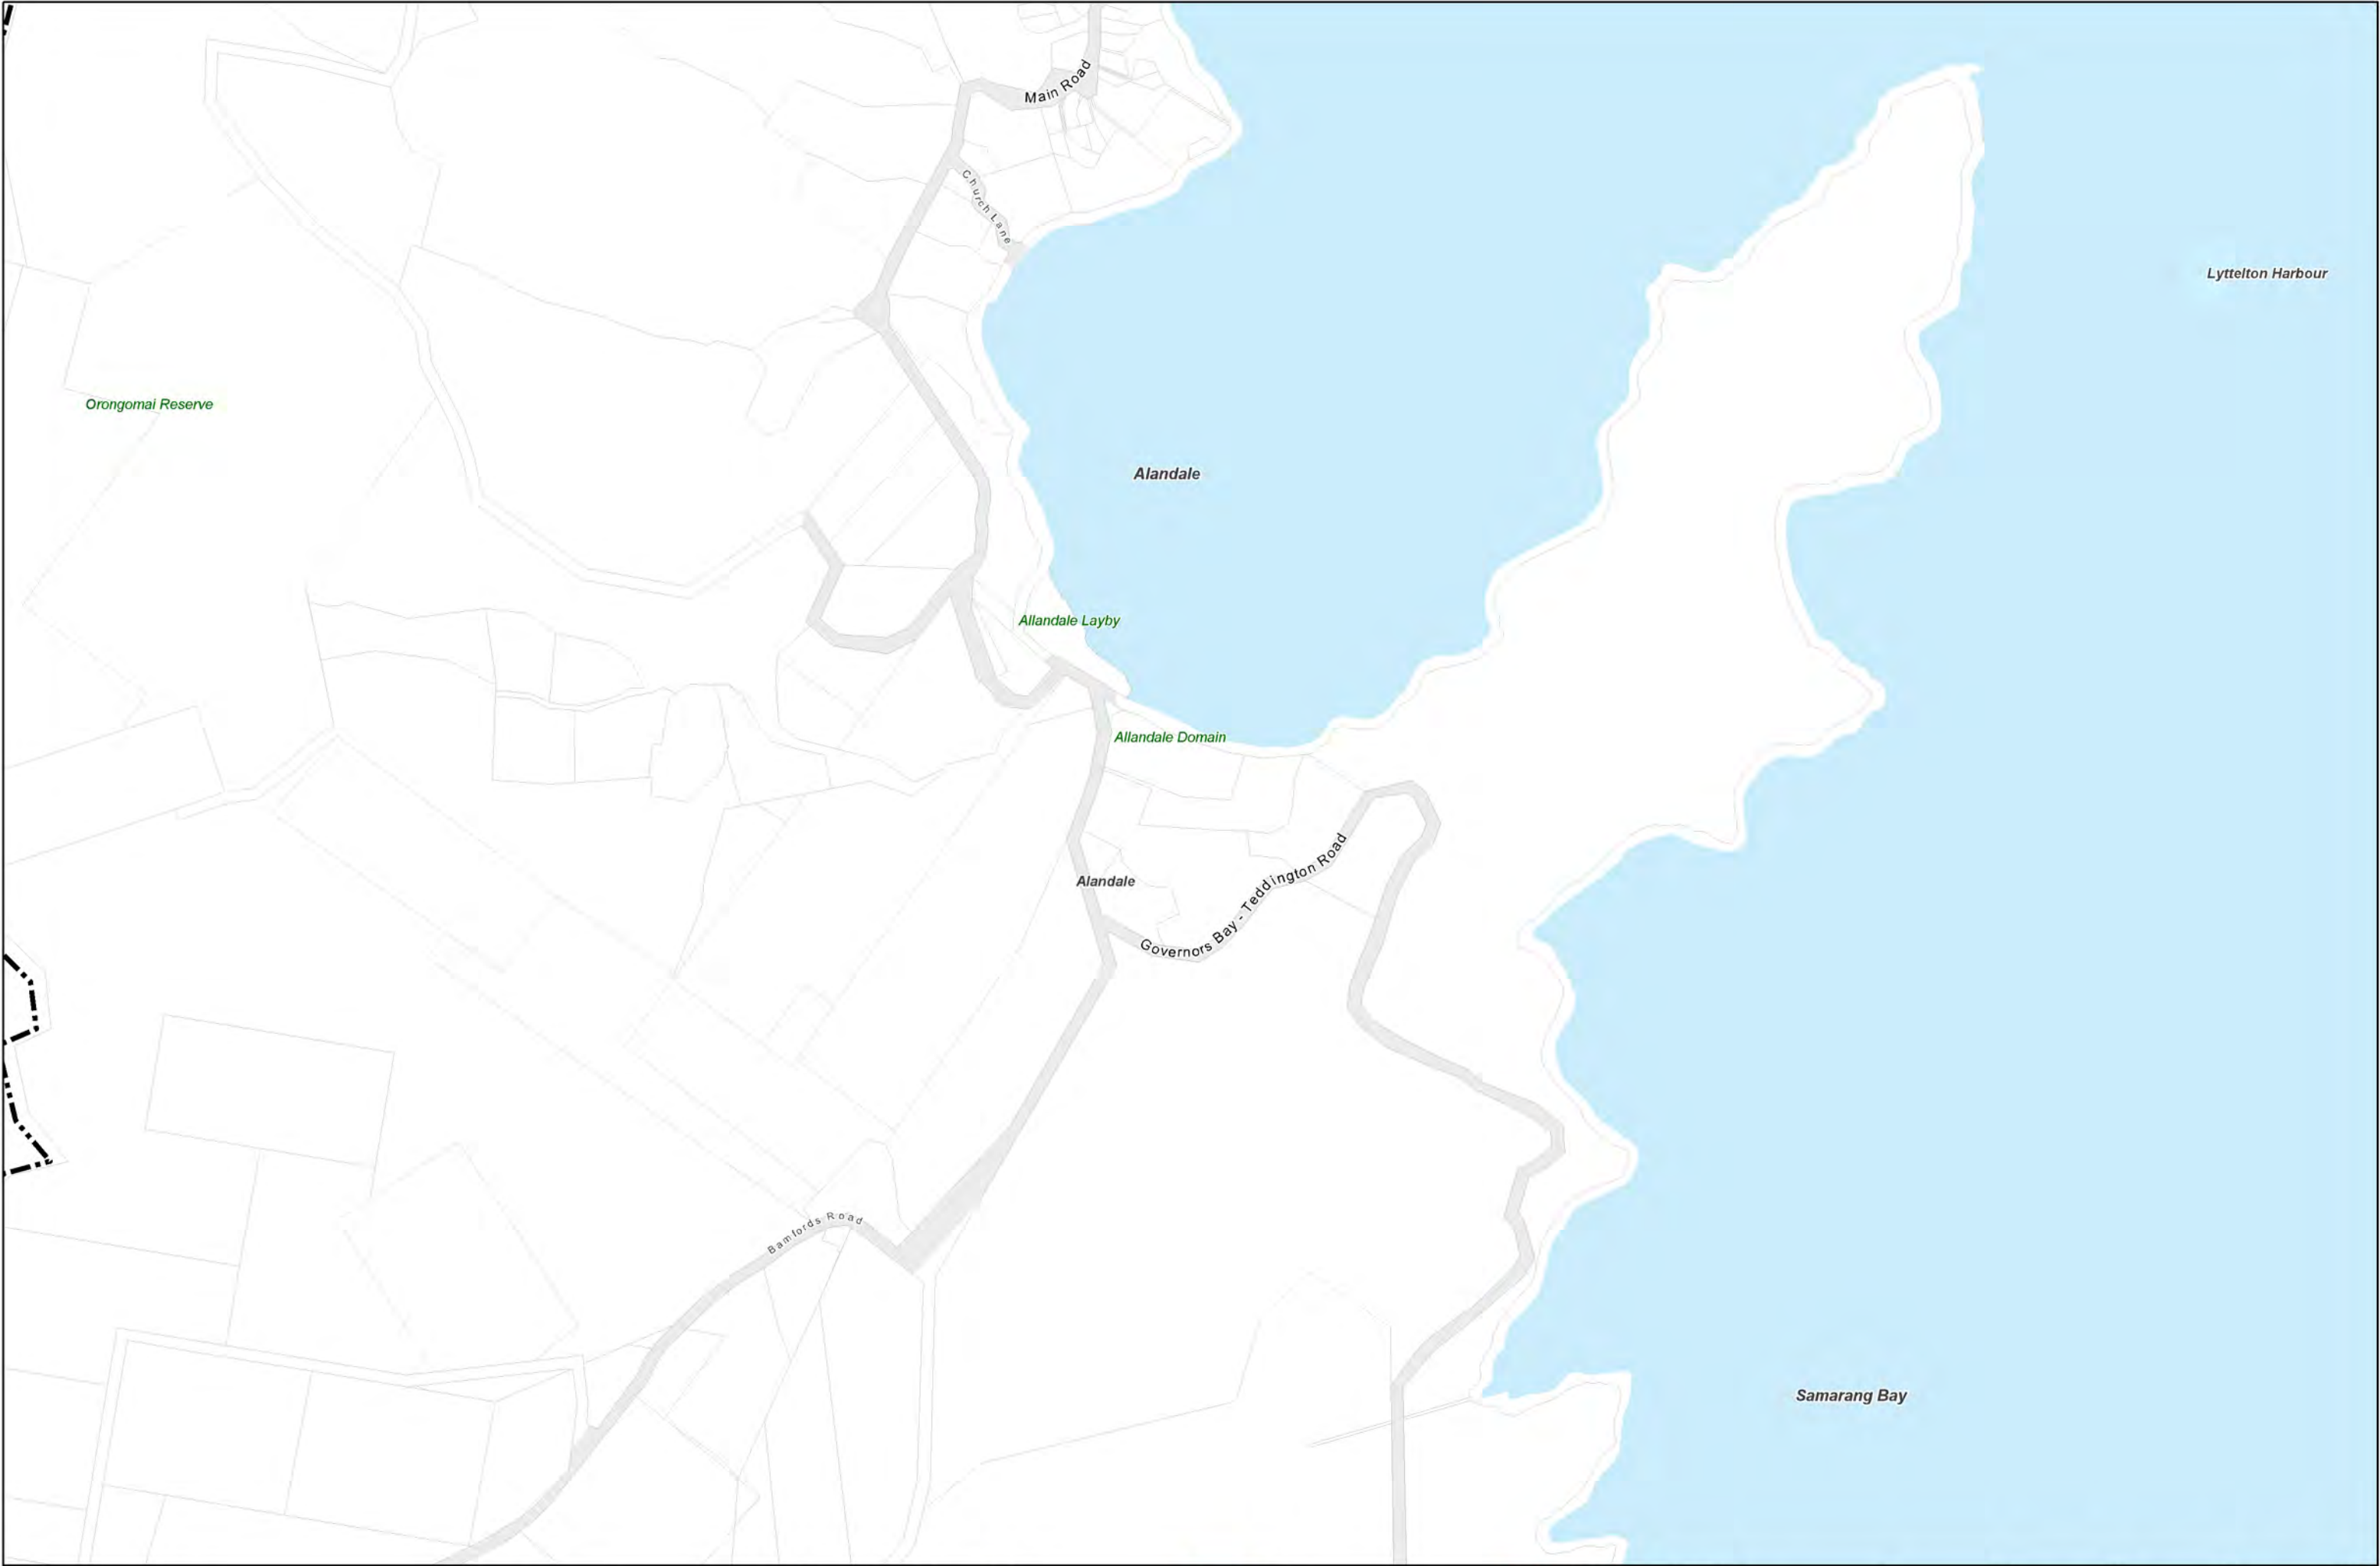 Main Road
Church Lane
Lyttelton Harbour
Orongomai Reserve
Alandale
Allandale Layby
Allandale Domain
Alandale
Governors Bay - Teddington Road
Bamfords Road
Samarang Bay